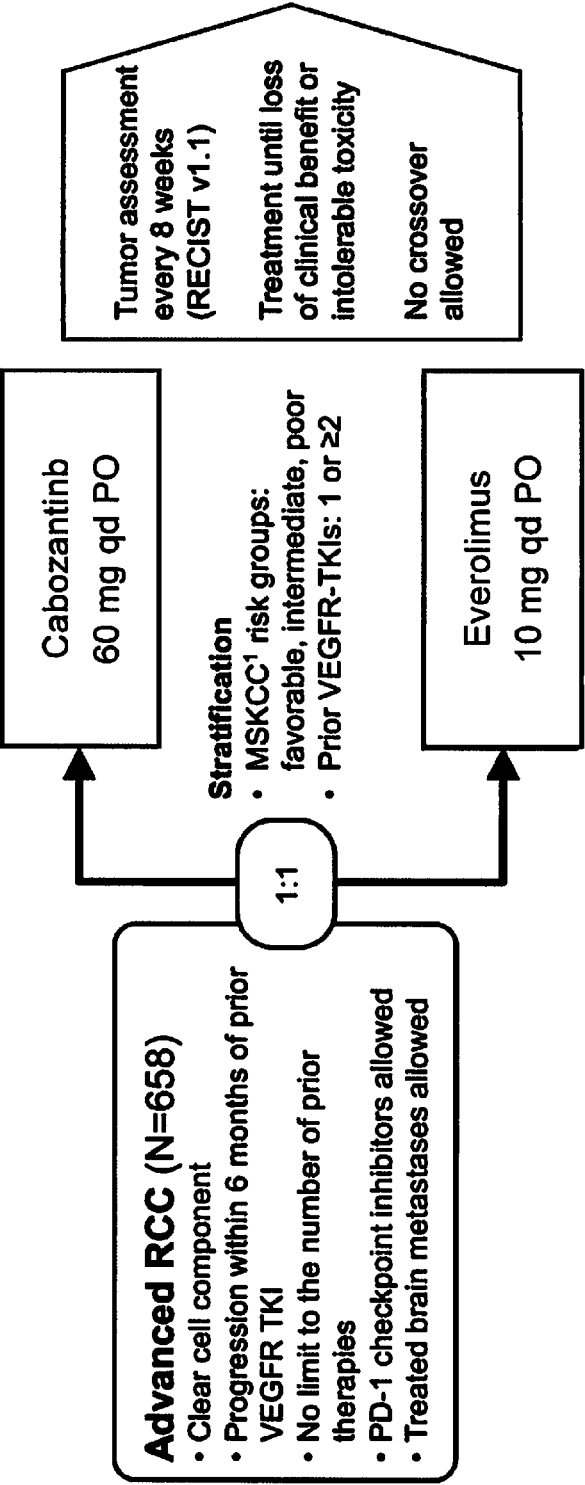 Advanced RCC (N=658)
• Clear cell component
• Progression within 6 months of prior
VEGFR TKI
• No limit to the number of prior
therapies
• PD-1 checkpoint inhibitors allowed
• Treated brain metastases allowed
1:1
Cabozantinb
60 mg qd PO
Stratification
• MSKCC¹ risk groups:
favorable, intermediate, poor
• Prior VEGFR-TKIs: 1 or ≥2
Everolimus
10 mg qd PO
Tumor assessment
every 8 weeks
(RECIST v1.1)
Treatment until loss
of clinical benefit or
intolerable toxicity
No crossover
allowed